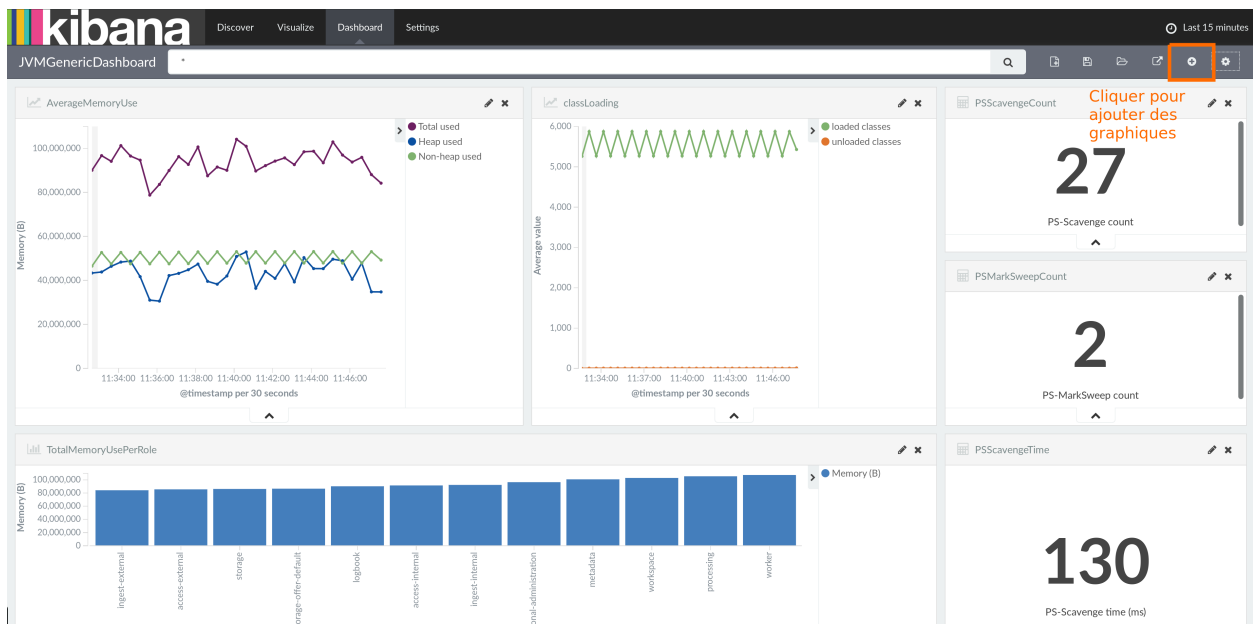 kibana
Discover Visualize Dashboard Settings
Last 15 minutes
JVMGenericDashboard
*
Cliquer pour
ajouter des
graphiques
AverageMemoryUse
Total used
Heap used
Non-heap used
Memory (B)
100,000,000
80,000,000
60,000,000
40,000,000
20,000,000
0
11:34:00 11:36:00 11:38:00 11:40:00 11:42:00 11:44:00 11:46:00
@timestamp per 30 seconds
classLoading
loaded classes
unloaded classes
Average value
6,000
5,000
4,000
3,000
2,000
1,000
0
11:34:00 11:37:00 11:40:00 11:43:00 11:46:00
@timestamp per 30 seconds
PSScavengeCount
27
PS-Scavenge count
PSMarkSweepCount
2
PS-MarkSweep count
TotalMemoryUsePerRole
Memory (B)
Memory (B)
100,000,000
80,000,000
60,000,000
40,000,000
20,000,000
0
ingest-external
access-external
storage
orage-offer-default
logbook
access-internal
ingest-internal
onal-administration
metadata
workspace
processing
worker
PSScavengeTime
130
PS-Scavenge time (ms)